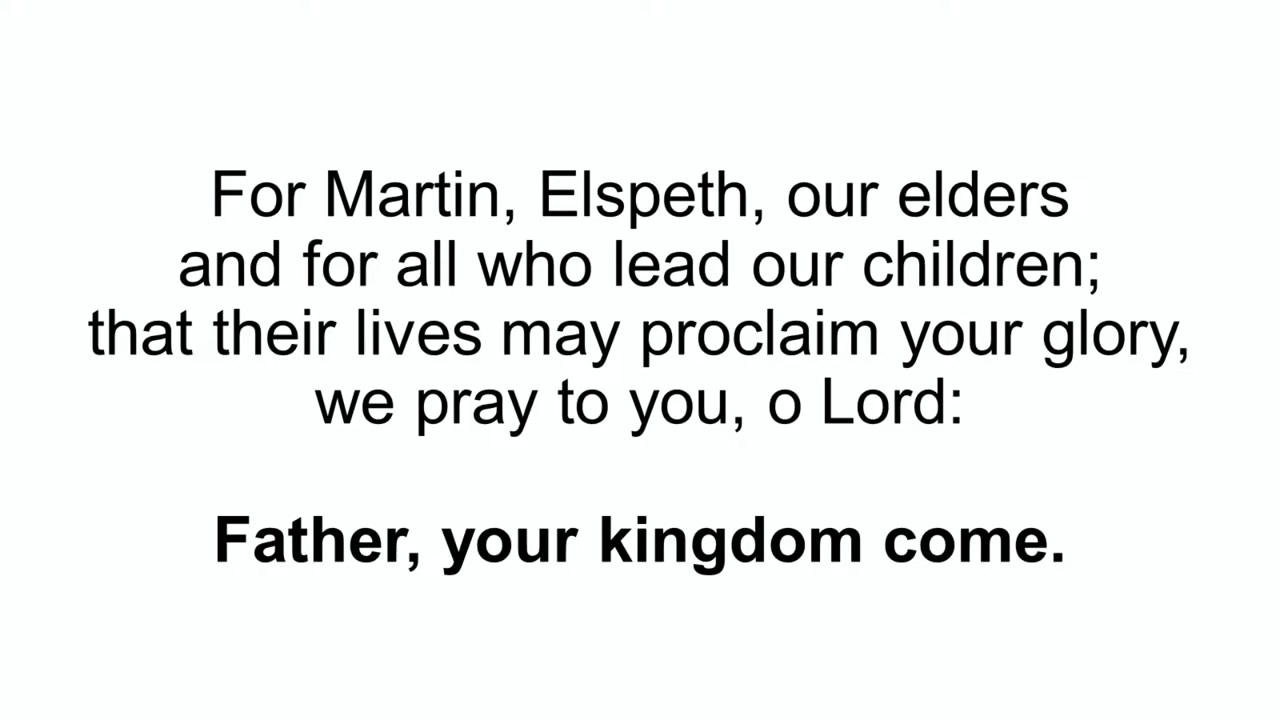 For Martin, Elspeth, our elders
and for all who lead our children;
that their lives may proclaim your glory,
we pray to you, o Lord:
Father, your kingdom come.